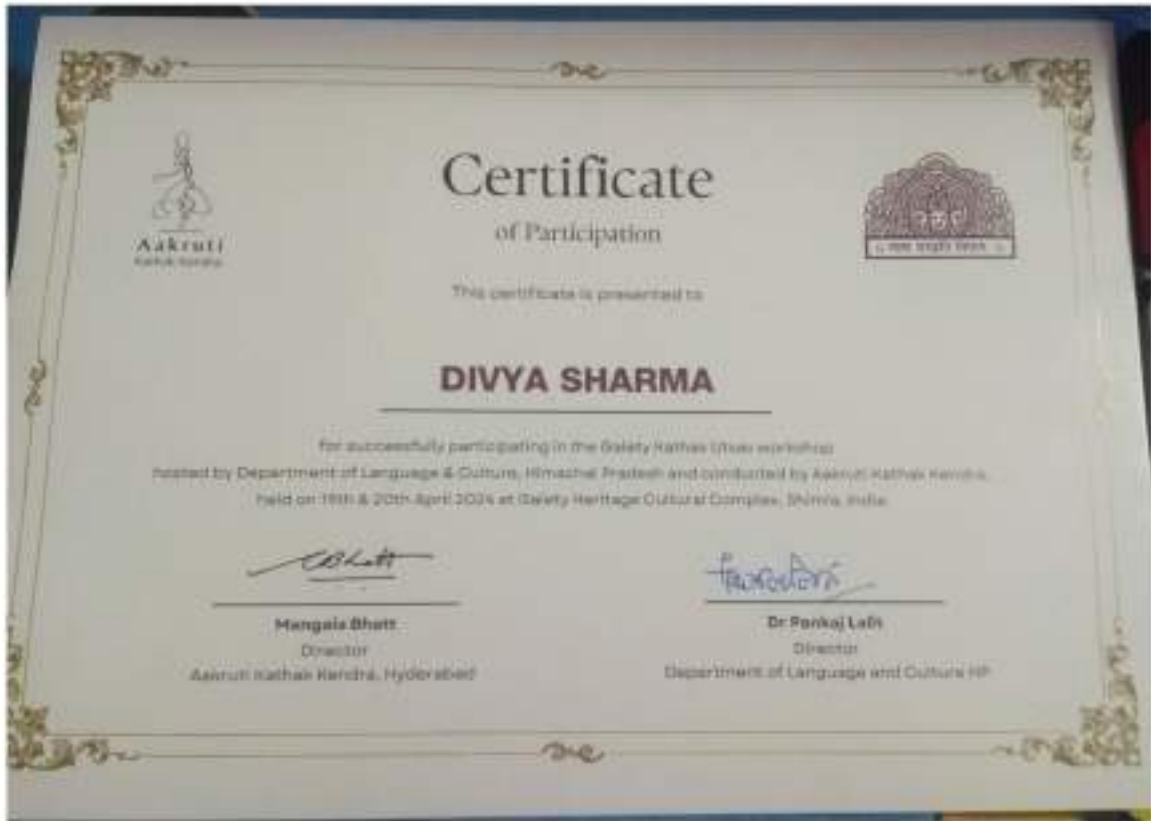 Aakruti
Kathak Kendra
Certificate
of Participation
This certificate is presented to
DIVYA SHARMA
for successfully participating in the Gaiety Kathak Utsav workshop
hosted by Department of Language & Culture, Himachal Pradesh and conducted by Aakruti Kathak Kendra,
held on 19th & 20th April 2024 at Gaiety Heritage Cultural Complex, Shimla, India.
Mangala Bhatt
Dr Pankaj Lalit
Director
Director
Aakruti Kathak Kendra, Hyderabad
Department of Language and Culture HP